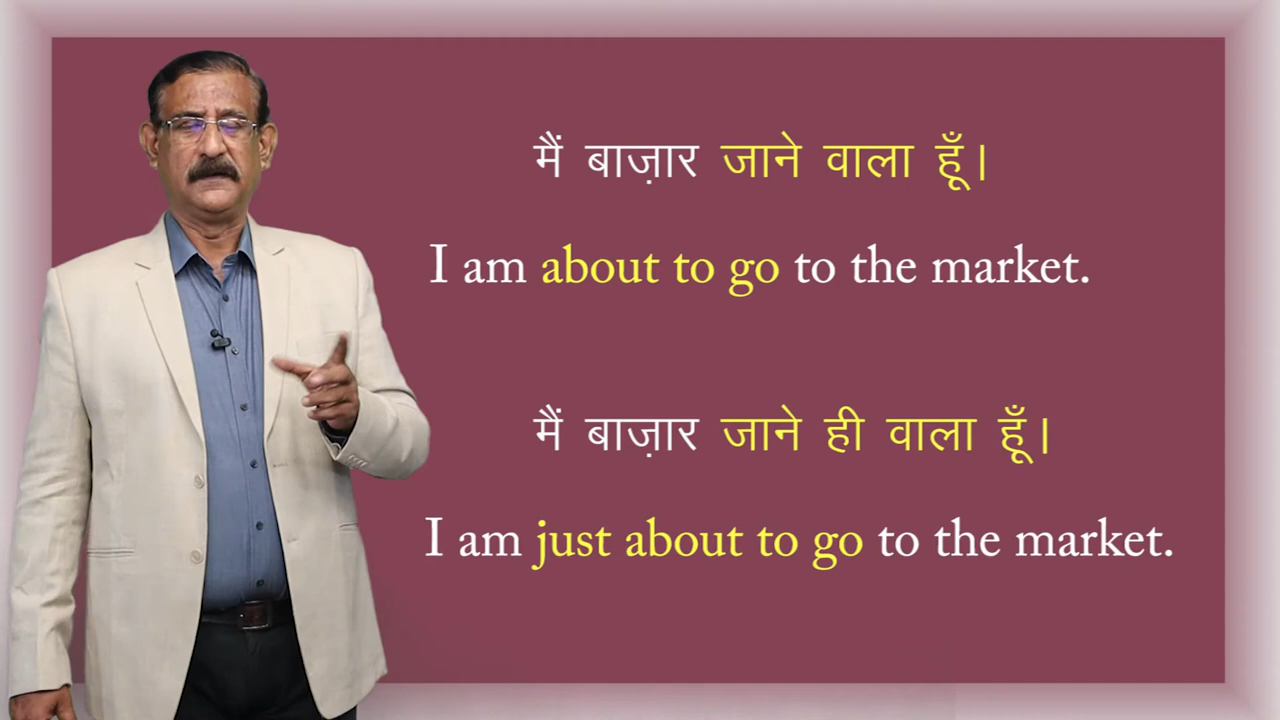 मैं बाज़ार जाने वाला हूँ।
I am about to go to the market.
मैं बाज़ार जाने ही वाला हूँ।
I am just about to go to the market.